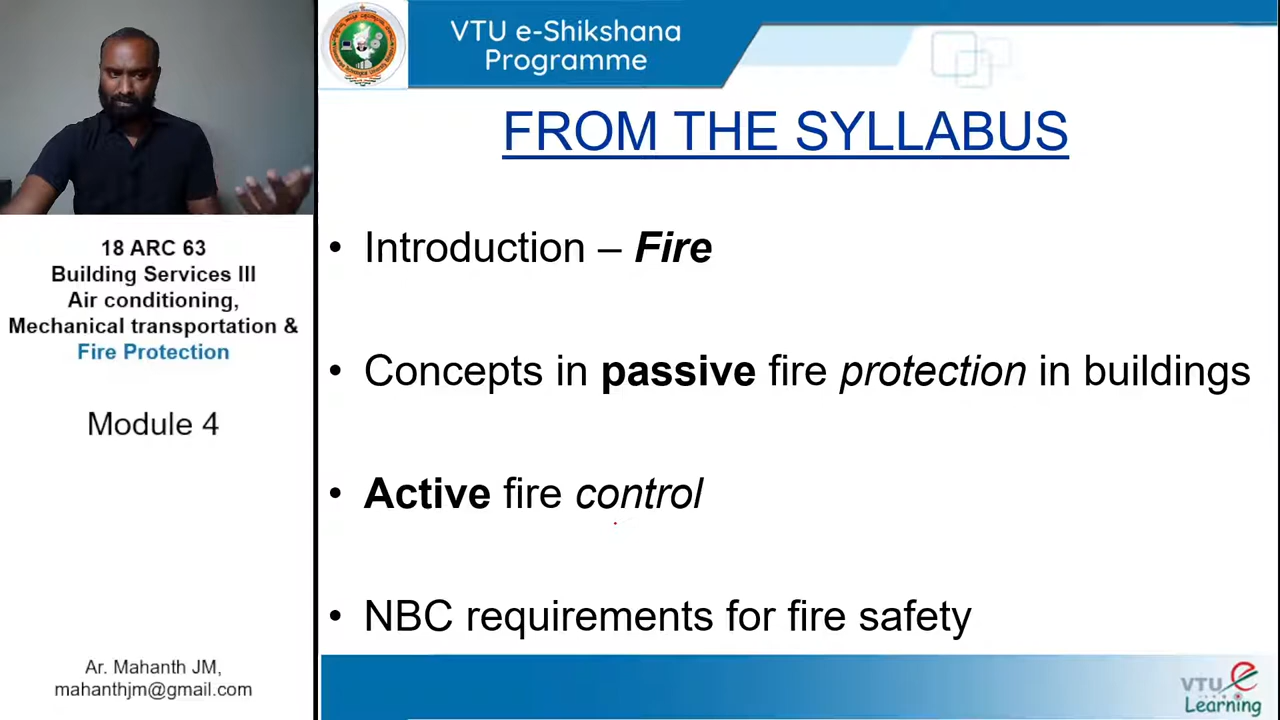 VTU e-Shikshana
Programme
FROM THE SYLLABUS
18 ARC 63
Building Services III
Air conditioning,
Mechanical transportation &
Fire Protection
Module 4
• Introduction – Fire
• Concepts in passive fire protection in buildings
• Active fire control
• NBC requirements for fire safety
Ar. Mahanth JM,
mahanthjm@gmail.com
VTU e
Learning